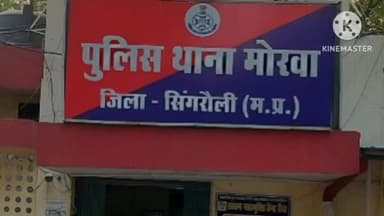 KINEMASTER
पुलिस थाना मोरवा
जिला - सिंगरौली (म.प्र.)